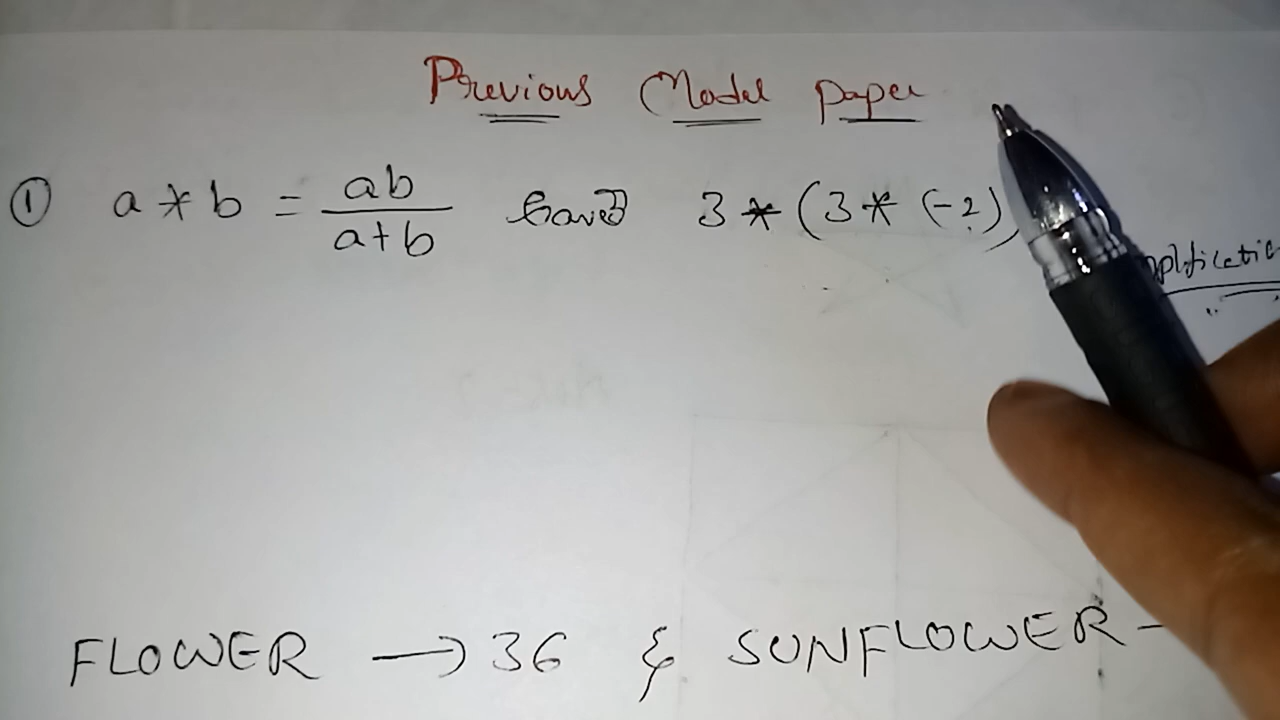 Previous Model Paper
① a * b = ab/a+b 3 * (3 * (-2)
FLOWER → 36 & SUNFLOWER -